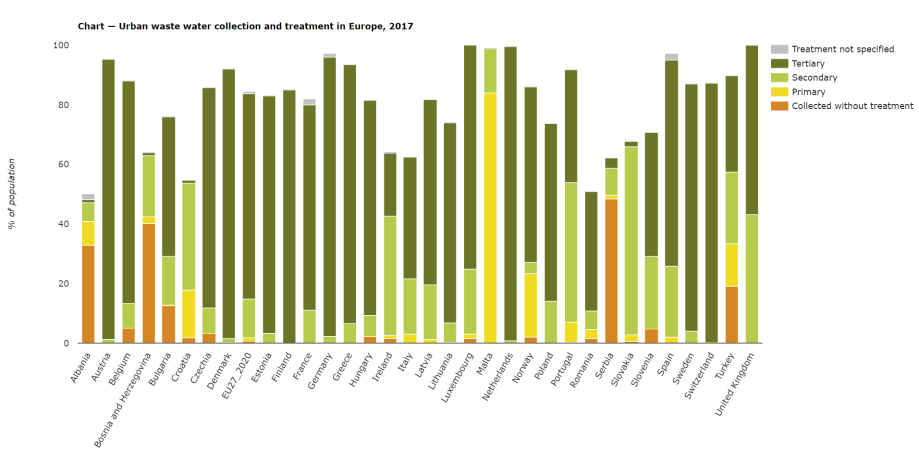 Chart — Urban waste water collection and treatment in Europe, 2017
100
80
60
40
20
0
% of population
Treatment not specified
Tertiary
Secondary
Primary
Collected without treatment
Albania
Austria
Belgium
Bosnia and Herzegovina
Bulgaria
Croatia
Czechia
Denmark
EU27_2020
Estonia
Finland
France
Germany
Greece
Hungary
Ireland
Italy
Latvia
Lithuania
Luxembourg
Malta
Netherlands
Norway
Poland
Portugal
Romania
Serbia
Slovakia
Slovenia
Spain
Sweden
Switzerland
Turkey
United Kingdom